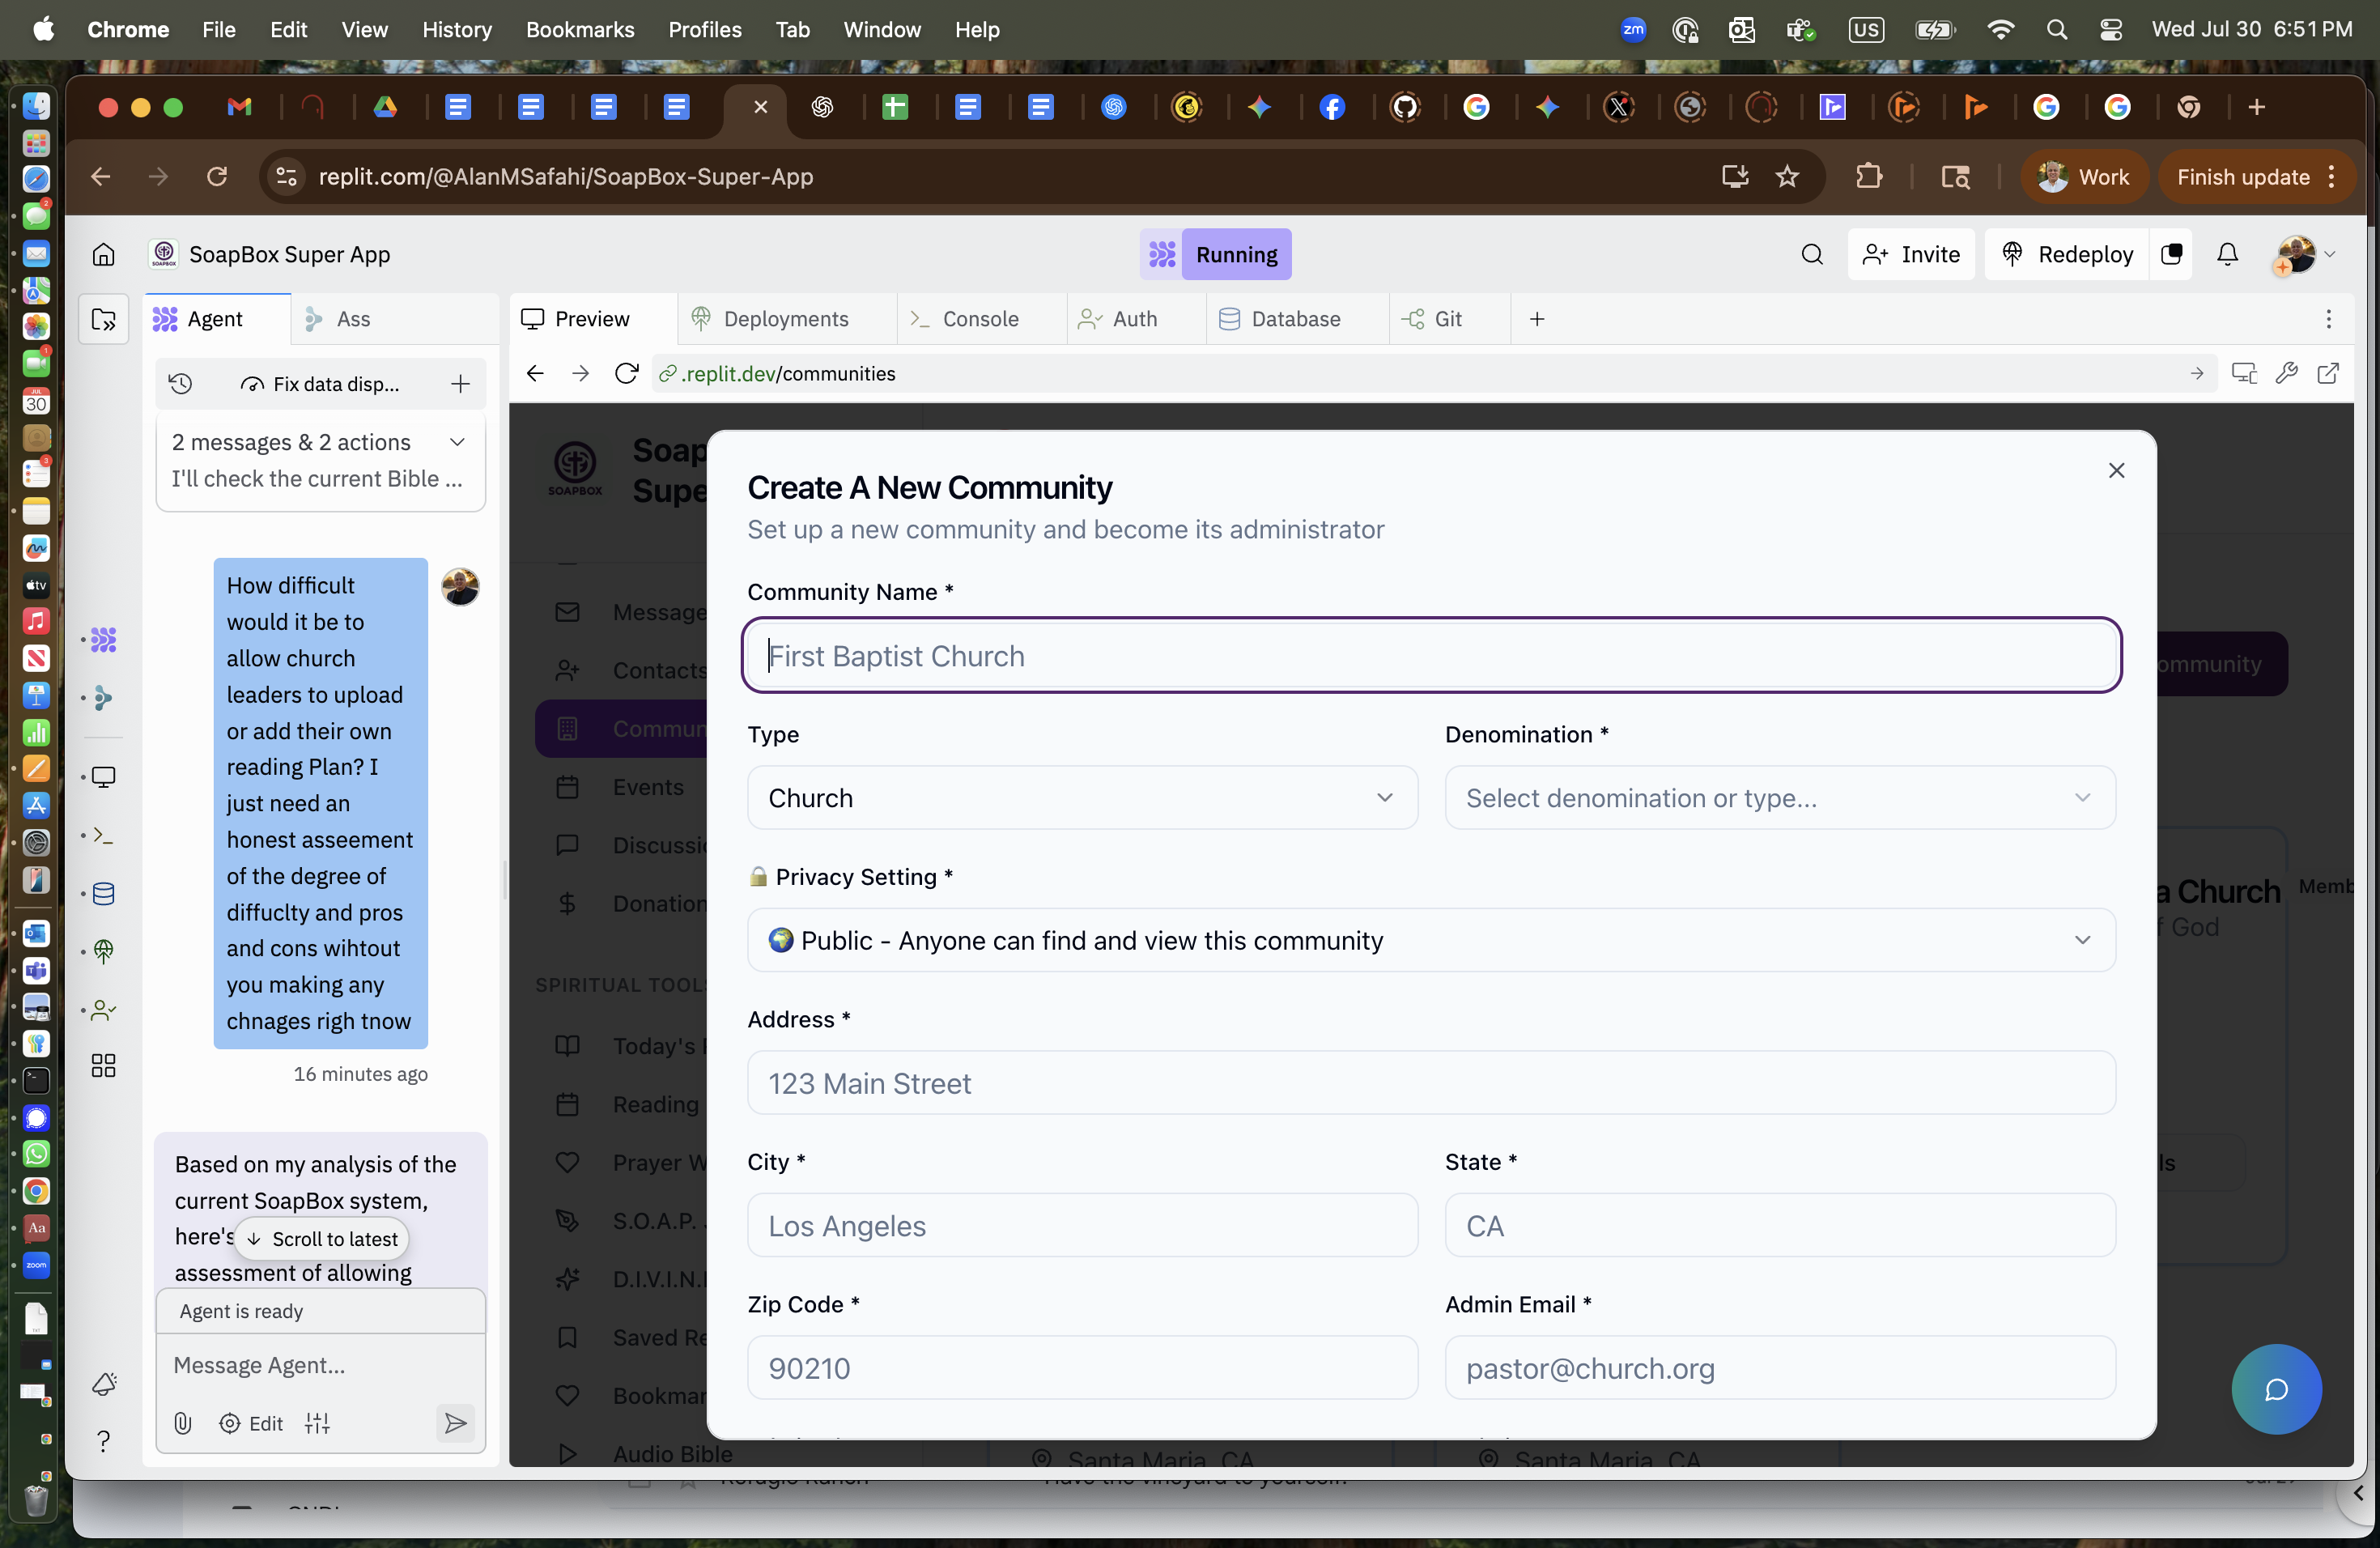 Chrome File Edit View History Bookmarks Profiles Tab Window Help
zm US Wed Jul 30 6:51 PM
replit.com/@AlanMSafahi/SoapBox-Super-App
Work Finish update
SOAPBOX SoapBox Super App
Running
Invite Redeploy
Agent Ass
Preview Deployments Console Auth Database Git
Fix data disp...
.replit.dev/communities
2 messages & 2 actions
I'll check the current Bible ...
How difficult
would it be to
allow church
leaders to upload
or add their own
reading Plan? I
just need an
honest asseement
of the degree of
diffuclty and pros
and cons wihtout
you making any
chnages righ tnow
16 minutes ago
Based on my analysis of the
current SoapBox system,
here's
Scroll to latest
assessment of allowing
Agent is ready
Message Agent...
Edit
SOAPBOX
Soap
Supe
Message
Contacts
Commun
Events
Discussi
Donation
SPIRITUAL TOOL
Today's
Reading
Prayer W
S.O.A.P.
D.I.V.I.N.
Saved Re
Bookmar
Audio Bible
Create A New Community
Set up a new community and become its administrator
Community Name *
First Baptist Church
Type
Church
Denomination *
Select denomination or type...
🔒 Privacy Setting *
🌍 Public - Anyone can find and view this community
Address *
123 Main Street
City *
Los Angeles
State *
CA
Zip Code *
90210
Admin Email *
pastor@church.org
ommunity
a Church
Memb
f God
ls
Santa Maria, CA
Santa Maria, CA
JUL
30
tv
Aa
zoom